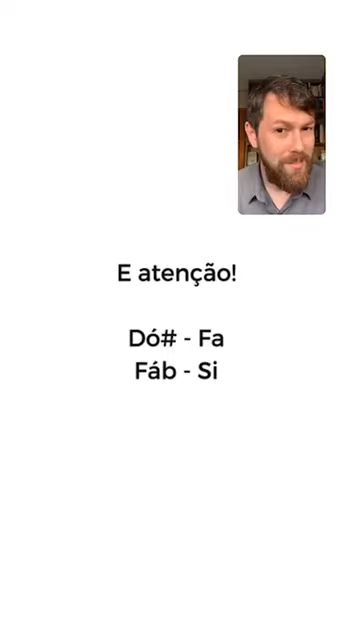 E atenção!
Dó# - Fa
Fáb - Si